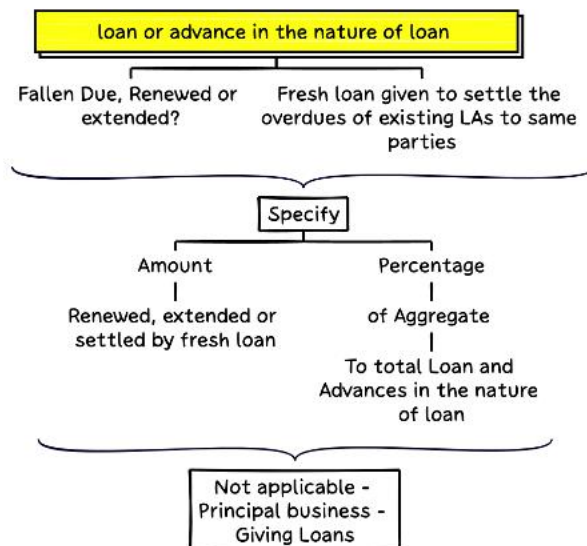 loan or advance in the nature of loan
Fallen Due, Renewed or
extended?
Fresh loan given to settle the
overdues of existing LAs to same
parties
Specify
Amount
Percentage
Renewed, extended or
settled by fresh loan
of Aggregate
To total Loan and
Advances in the nature
of loan
Not applicable -
Principal business -
Giving Loans